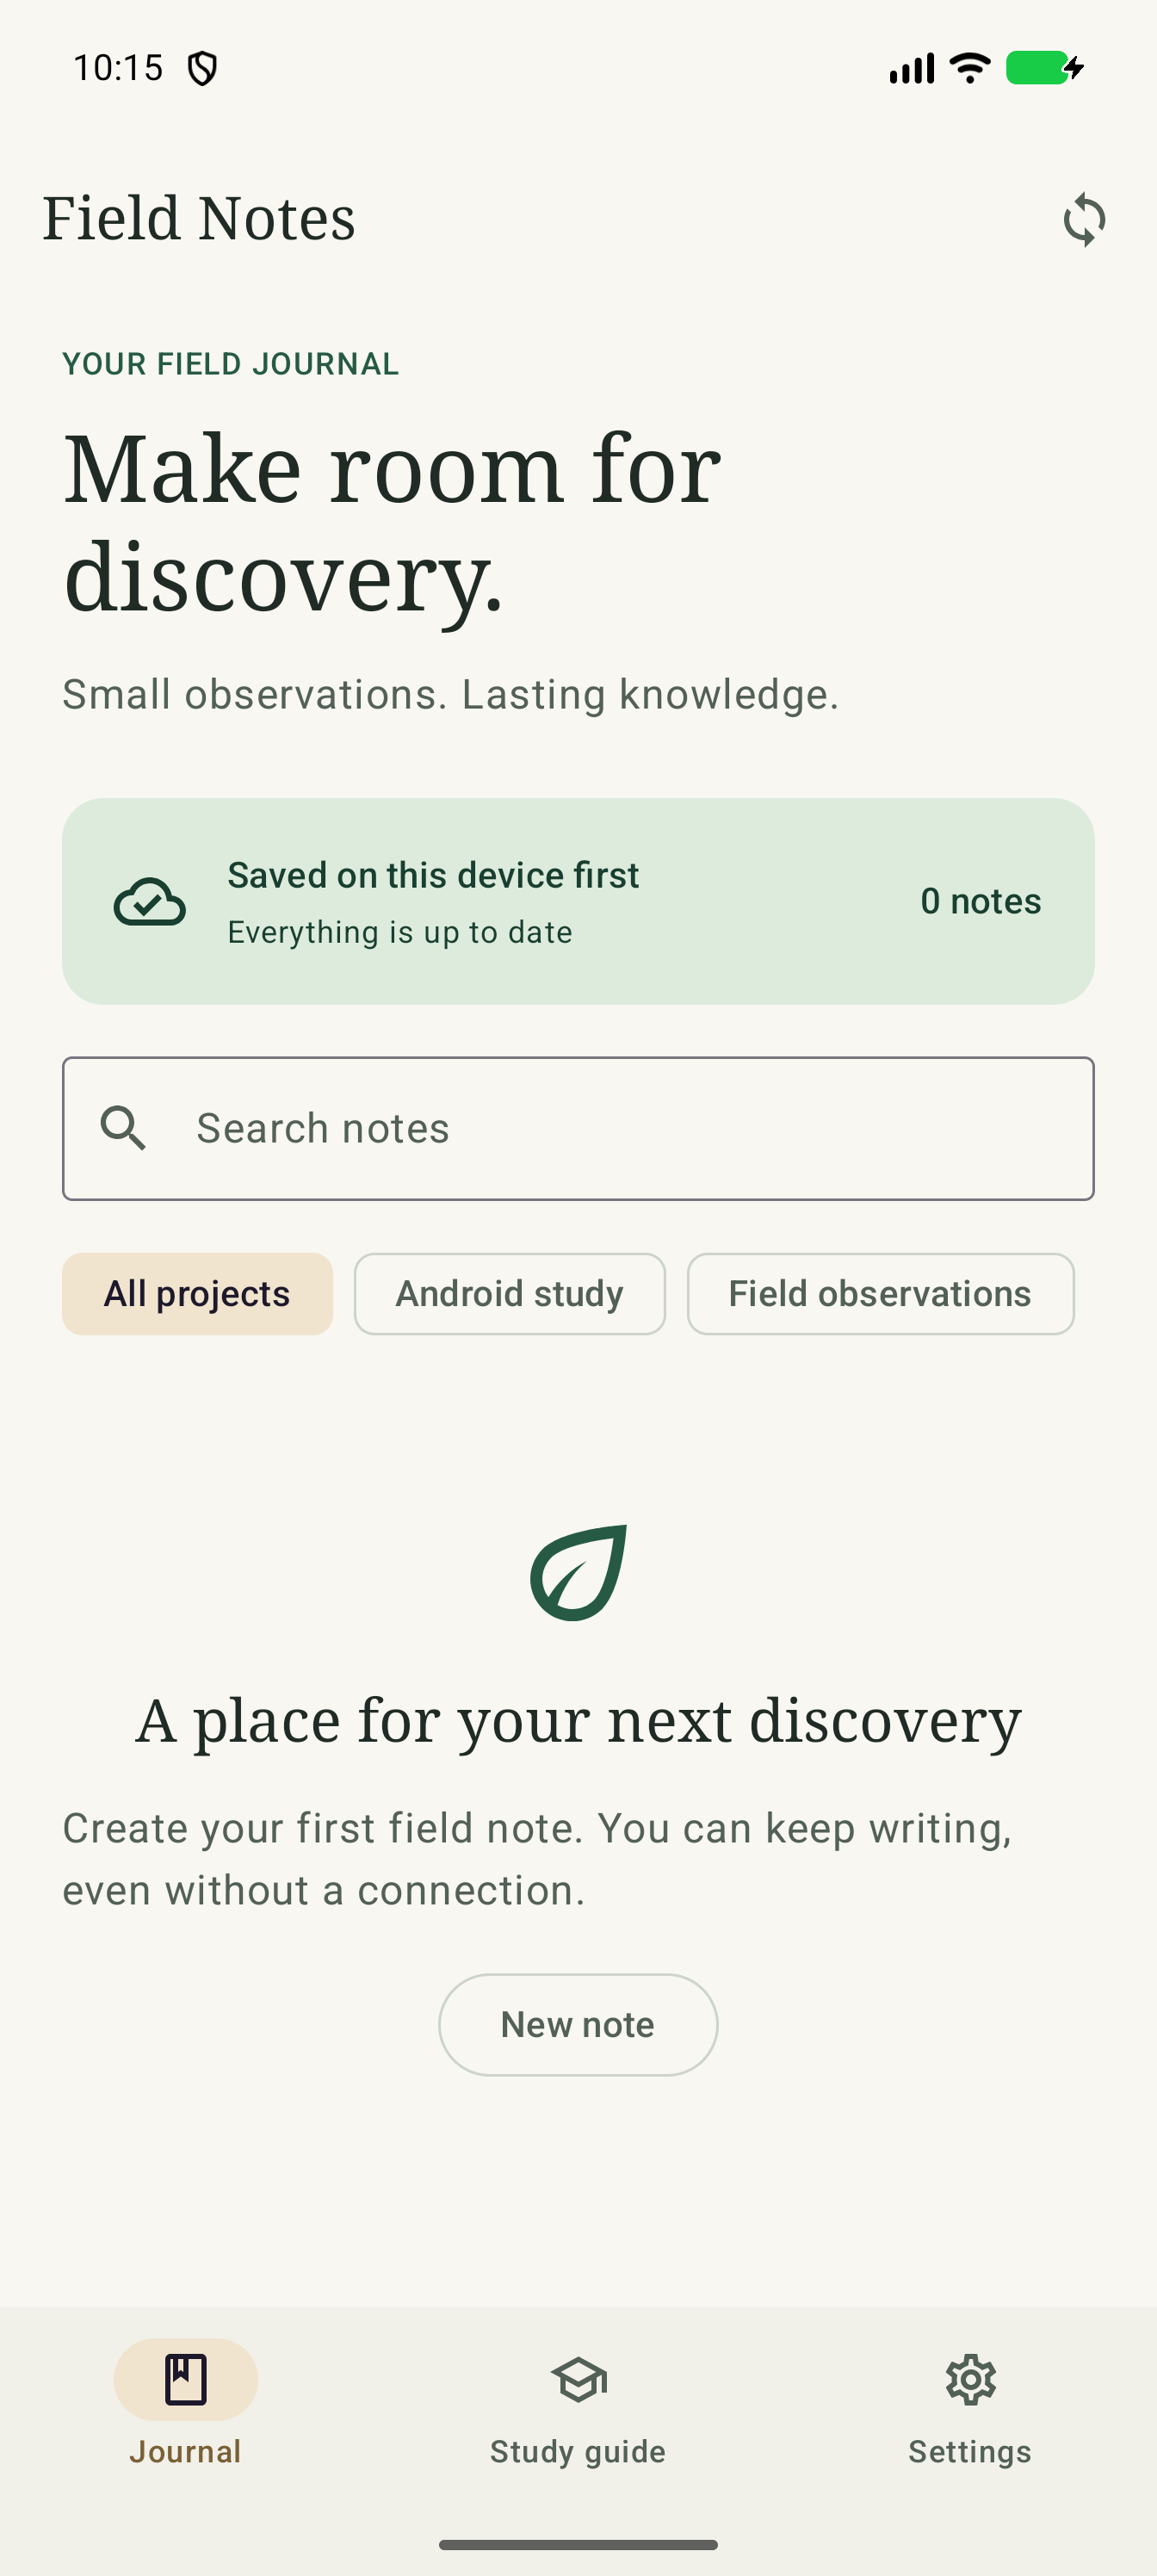 10:15
Field Notes
YOUR FIELD JOURNAL
Make room for
discovery.
Small observations. Lasting knowledge.
Saved on this device first
Everything is up to date
0 notes
Search notes
All projects
Android study
Field observations
A place for your next discovery
Create your first field note. You can keep writing,
even without a connection.
New note
Journal
Study guide
Settings